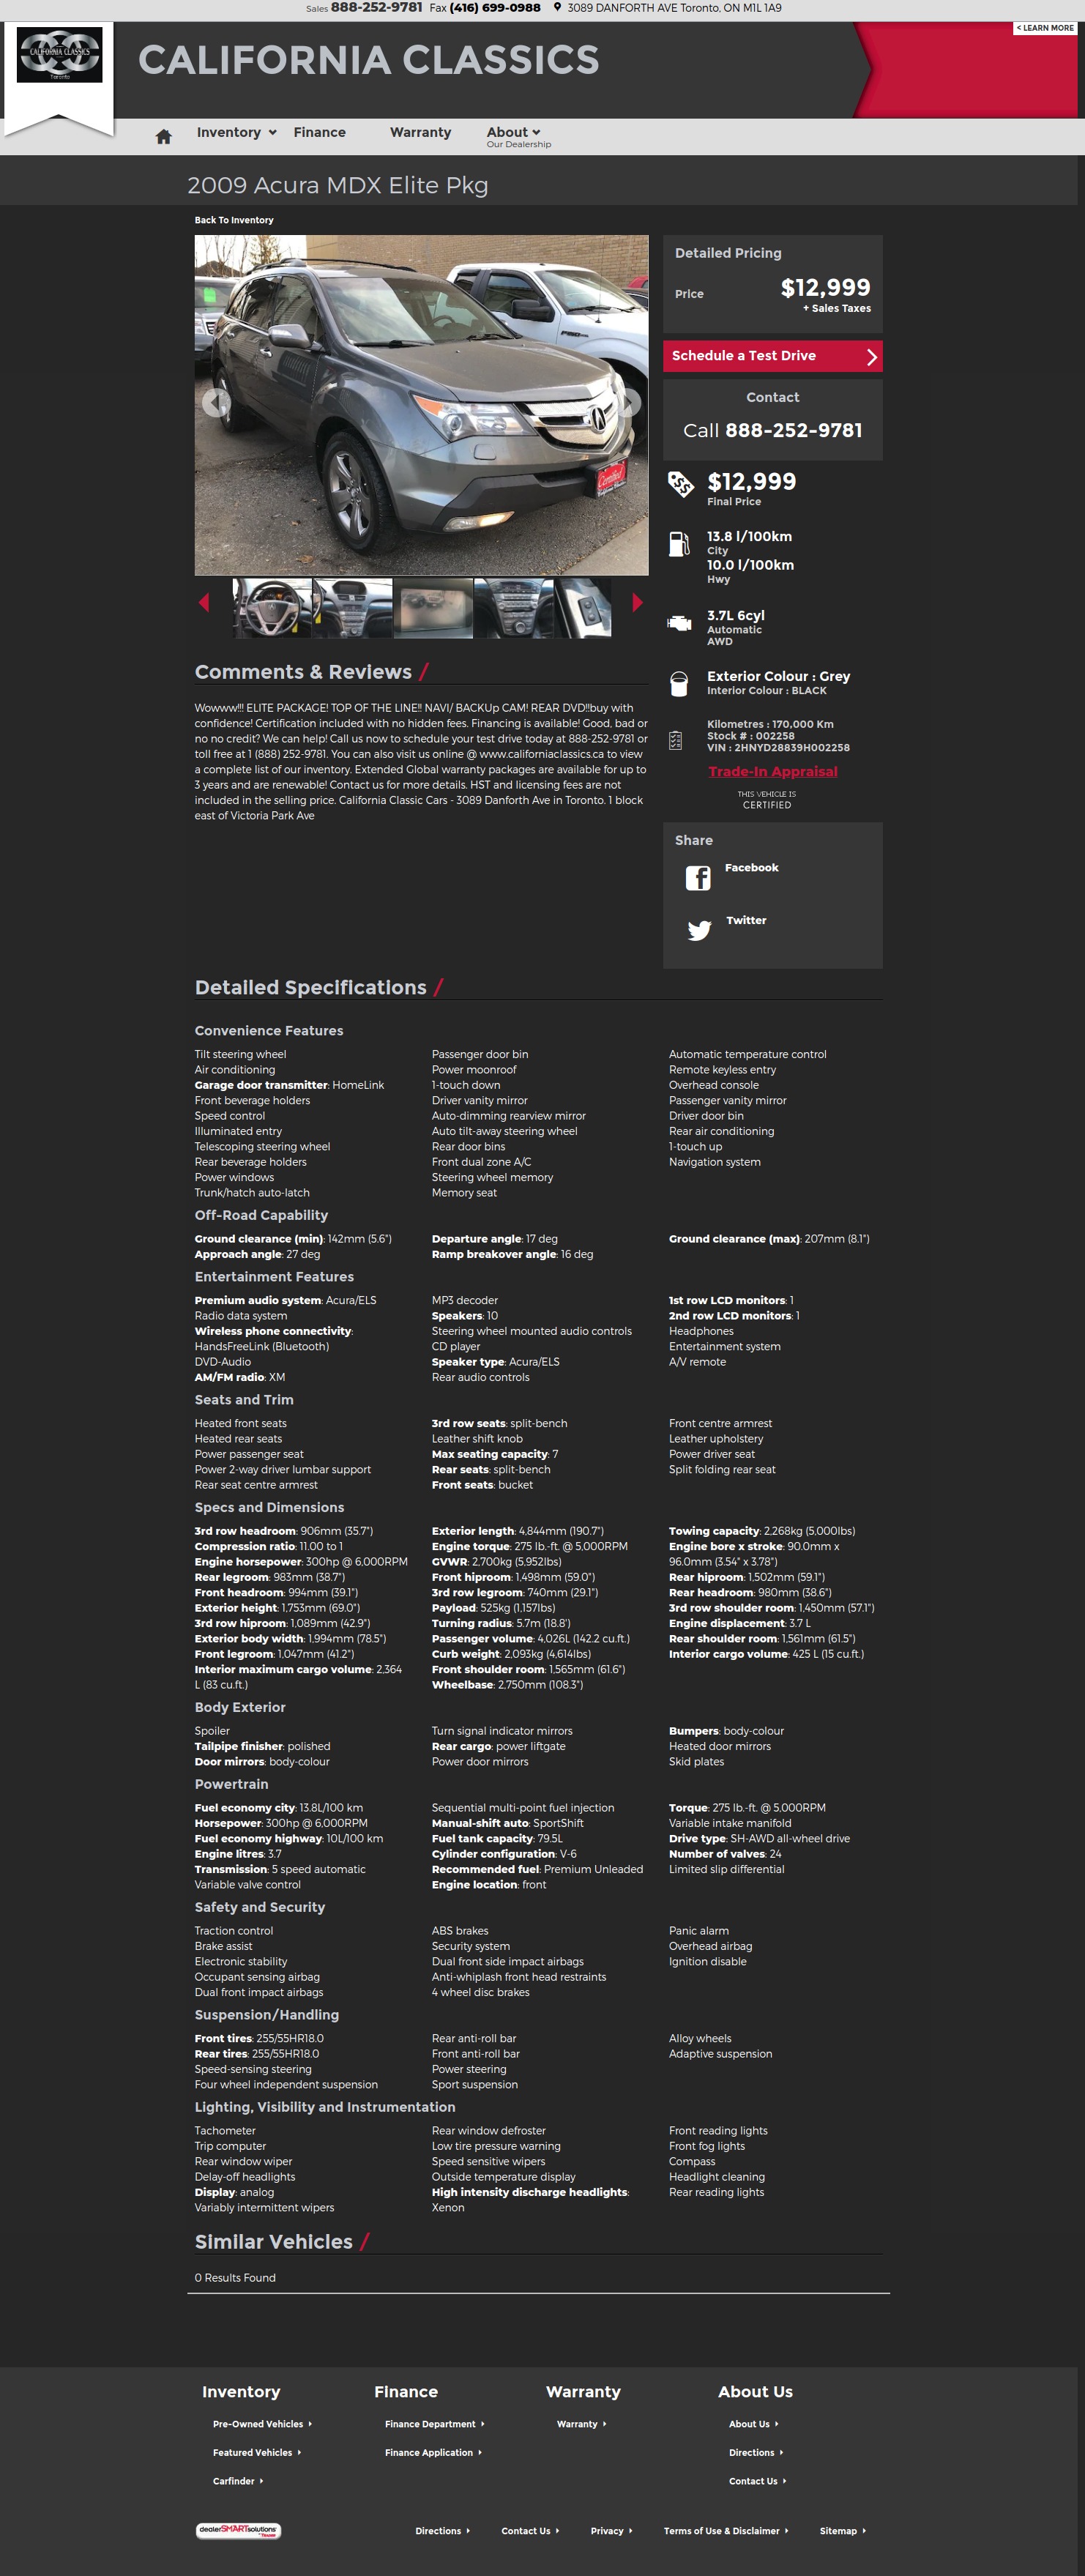 Sales 888-252-9781 Fax (416) 699-0988 3089 DANFORTH AVE Toronto, ON M1L 1A9
< LEARN MORE
CALIFORNIA CLASSICS
Toronto
CALIFORNIA CLASSICS
Inventory Finance Warranty About
Our Dealership
2009 Acura MDX Elite Pkg
Back To Inventory
Certified
Detailed Pricing
Price $12,999
+ Sales Taxes
Schedule a Test Drive
Contact
Call 888-252-9781
$12,999
Final Price
13.8 l/100km
City
10.0 l/100km
Hwy
3.7L 6cyl
Automatic
AWD
Exterior Colour : Grey
Interior Colour : BLACK
Kilometres : 170,000 Km
Stock # : 002258
VIN : 2HNYD28839H002258
Trade-In Appraisal
THIS VEHICLE IS
CERTIFIED
Share
Facebook
Twitter
Comments & Reviews /
Wowww!!! ELITE PACKAGE! TOP OF THE LINE!! NAVI/ BACKUp CAM! REAR DVD!!buy with
confidence! Certification included with no hidden fees. Financing is available! Good, bad or
no no credit? We can help! Call us now to schedule your test drive today at 888-252-9781 or
toll free at 1 (888) 252-9781. You can also visit us online @ www.californiaclassics.ca to view
a complete list of our inventory. Extended Global warranty packages are available for up to
3 years and are renewable! Contact us for more details. HST and licensing fees are not
included in the selling price. California Classic Cars - 3089 Danforth Ave in Toronto. 1 block
east of Victoria Park Ave
Detailed Specifications /
Convenience Features
Tilt steering wheel Passenger door bin Automatic temperature control
Air conditioning Power moonroof Remote keyless entry
Garage door transmitter: HomeLink 1-touch down Overhead console
Front beverage holders Driver vanity mirror Passenger vanity mirror
Speed control Auto-dimming rearview mirror Driver door bin
Illuminated entry Auto tilt-away steering wheel Rear air conditioning
Telescoping steering wheel Rear door bins 1-touch up
Rear beverage holders Front dual zone A/C Navigation system
Power windows Steering wheel memory
Trunk/hatch auto-latch Memory seat
Off-Road Capability
Ground clearance (min): 142mm (5.6") Departure angle: 17 deg Ground clearance (max): 207mm (8.1")
Approach angle: 27 deg Ramp breakover angle: 16 deg
Entertainment Features
Premium audio system: Acura/ELS MP3 decoder 1st row LCD monitors: 1
Radio data system Speakers: 10 2nd row LCD monitors: 1
Wireless phone connectivity: Steering wheel mounted audio controls Headphones
HandsFreeLink (Bluetooth) CD player Entertainment system
DVD-Audio Speaker type: Acura/ELS A/V remote
AM/FM radio: XM Rear audio controls
Seats and Trim
Heated front seats 3rd row seats: split-bench Front centre armrest
Heated rear seats Leather shift knob Leather upholstery
Power passenger seat Max seating capacity: 7 Power driver seat
Power 2-way driver lumbar support Rear seats: split-bench Split folding rear seat
Rear seat centre armrest Front seats: bucket
Specs and Dimensions
3rd row headroom: 906mm (35.7") Exterior length: 4,844mm (190.7") Towing capacity: 2,268kg (5,000lbs)
Compression ratio: 11.00 to 1 Engine torque: 275 lb.-ft. @ 5,000RPM Engine bore x stroke: 90.0mm x
Engine horsepower: 300hp @ 6,000RPM GVWR: 2,700kg (5,952lbs) 96.0mm (3.54" x 3.78")
Rear legroom: 983mm (38.7") Front hiproom: 1,498mm (59.0") Rear hiproom: 1,502mm (59.1")
Front headroom: 994mm (39.1") 3rd row legroom: 740mm (29.1") Rear headroom: 980mm (38.6")
Exterior height: 1,753mm (69.0") Payload: 525kg (1,157lbs) 3rd row shoulder room: 1,450mm (57.1")
3rd row hiproom: 1,089mm (42.9") Turning radius: 5.7m (18.8') Engine displacement: 3.7 L
Exterior body width: 1,994mm (78.5") Passenger volume: 4,026L (142.2 cu.ft.) Rear shoulder room: 1,561mm (61.5")
Front legroom: 1,047mm (41.2") Curb weight: 2,093kg (4,614lbs) Interior cargo volume: 425 L (15 cu.ft.)
Interior maximum cargo volume: 2,364 Front shoulder room: 1,565mm (61.6")
L (83 cu.ft.) Wheelbase: 2,750mm (108.3")
Body Exterior
Spoiler Turn signal indicator mirrors Bumpers: body-colour
Tailpipe finisher: polished Rear cargo: power liftgate Heated door mirrors
Door mirrors: body-colour Power door mirrors Skid plates
Powertrain
Fuel economy city: 13.8L/100 km Sequential multi-point fuel injection Torque: 275 lb.-ft. @ 5,000RPM
Horsepower: 300hp @ 6,000RPM Manual-shift auto: SportShift Variable intake manifold
Fuel economy highway: 10L/100 km Fuel tank capacity: 79.5L Drive type: SH-AWD all-wheel drive
Engine litres: 3.7 Cylinder configuration: V-6 Number of valves: 24
Transmission: 5 speed automatic Recommended fuel: Premium Unleaded Limited slip differential
Variable valve control Engine location: front
Safety and Security
Traction control ABS brakes Panic alarm
Brake assist Security system Overhead airbag
Electronic stability Dual front side impact airbags Ignition disable
Occupant sensing airbag Anti-whiplash front head restraints
Dual front impact airbags 4 wheel disc brakes
Suspension/Handling
Front tires: 255/55HR18.0 Rear anti-roll bar Alloy wheels
Rear tires: 255/55HR18.0 Front anti-roll bar Adaptive suspension
Speed-sensing steering Power steering
Four wheel independent suspension Sport suspension
Lighting, Visibility and Instrumentation
Tachometer Rear window defroster Front reading lights
Trip computer Low tire pressure warning Front fog lights
Rear window wiper Speed sensitive wipers Compass
Delay-off headlights Outside temperature display Headlight cleaning
Display: analog High intensity discharge headlights: Rear reading lights
Variably intermittent wipers Xenon
Similar Vehicles /
0 Results Found
Inventory Finance Warranty About Us
Pre-Owned Vehicles Finance Department Warranty About Us
Featured Vehicles Finance Application Directions
Carfinder Contact Us
dealerSMARTsolutions Directions Contact Us Privacy Terms of Use & Disclaimer Sitemap